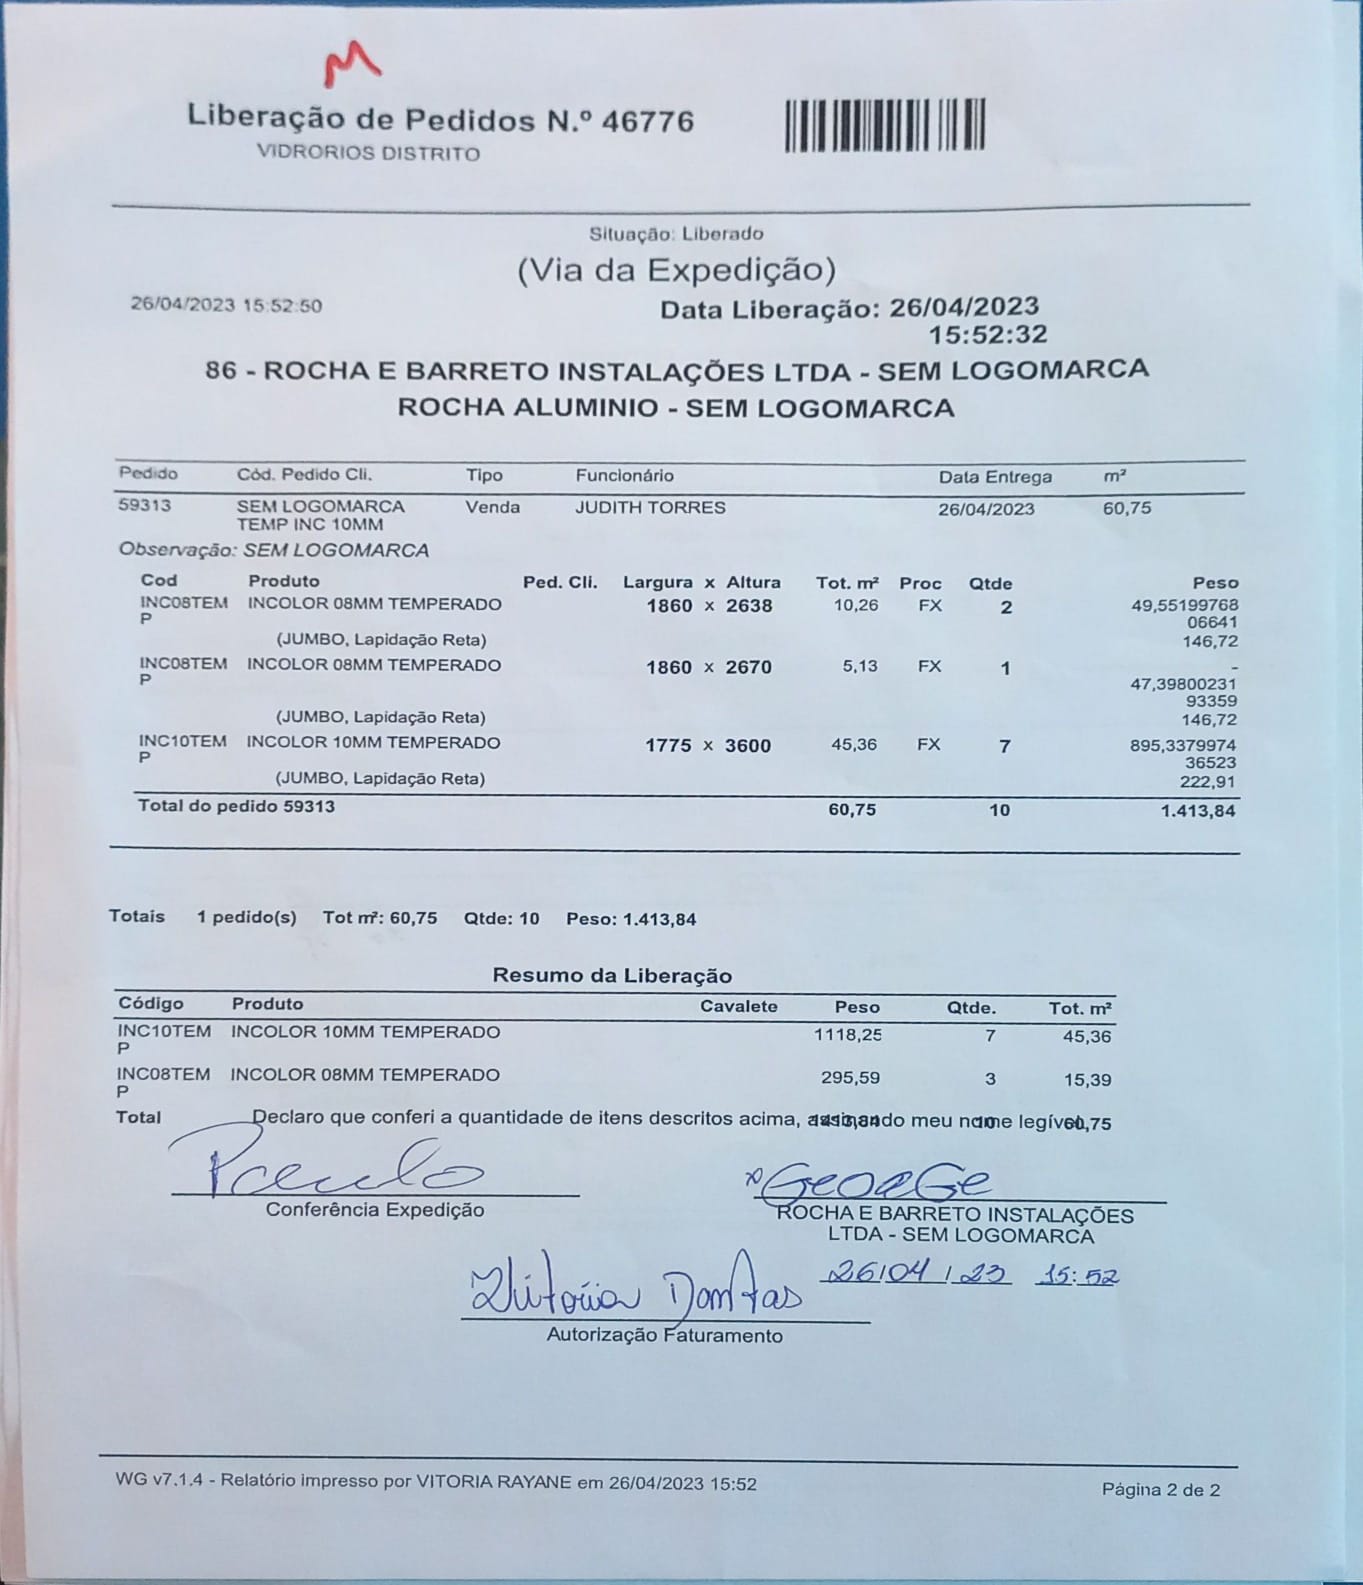 M
Liberação de Pedidos N.º 46776
VIDRORIOS DISTRITO
Situação: Liberado
(Via da Expedição)
26/04/2023 15:52:50
Data Liberação: 26/04/2023
15:52:32
86 - ROCHA E BARRETO INSTALAÇÕES LTDA - SEM LOGOMARCA
ROCHA ALUMINIO - SEM LOGOMARCA
Pedido Cód. Pedido Cli. Tipo Funcionário Data Entrega m²
59313 SEM LOGOMARCA Venda JUDITH TORRES 26/04/2023 60,75
TEMP INC 10MM
Observação: SEM LOGOMARCA
Cod Produto Ped. Cli. Largura x Altura Tot. m² Proc Qtde Peso
INC08TEM INCOLOR 08MM TEMPERADO 1860 x 2638 10,26 FX 2 49,55199768
P 06641
(JUMBO, Lapidação Reta) 146,72
INC08TEM INCOLOR 08MM TEMPERADO 1860 x 2670 5,13 FX 1 -
P 47,39800231
93359
(JUMBO, Lapidação Reta) 146,72
INC10TEM INCOLOR 10MM TEMPERADO 1775 x 3600 45,36 FX 7 895,3379974
P 36523
(JUMBO, Lapidação Reta) 222,91
Total do pedido 59313 60,75 10 1.413,84
Totais 1 pedido(s) Tot m²: 60,75 Qtde: 10 Peso: 1.413,84
Resumo da Liberação
Código Produto Cavalete Peso Qtde. Tot. m²
INC10TEM INCOLOR 10MM TEMPERADO 1118,25 7 45,36
P
INC08TEM INCOLOR 08MM TEMPERADO 295,59 3 15,39
P
Total Declaro que conferi a quantidade de itens descritos acima, assinando meu nome legível. 1413,84 10 60,75
Paulo
Conferência Expedição
George
ROCHA E BARRETO INSTALAÇÕES
LTDA - SEM LOGOMARCA
26/04/23 15:52
Vitória Dantas
Autorização Faturamento
WG v7.1.4 - Relatório impresso por VITORIA RAYANE em 26/04/2023 15:52
Página 2 de 2